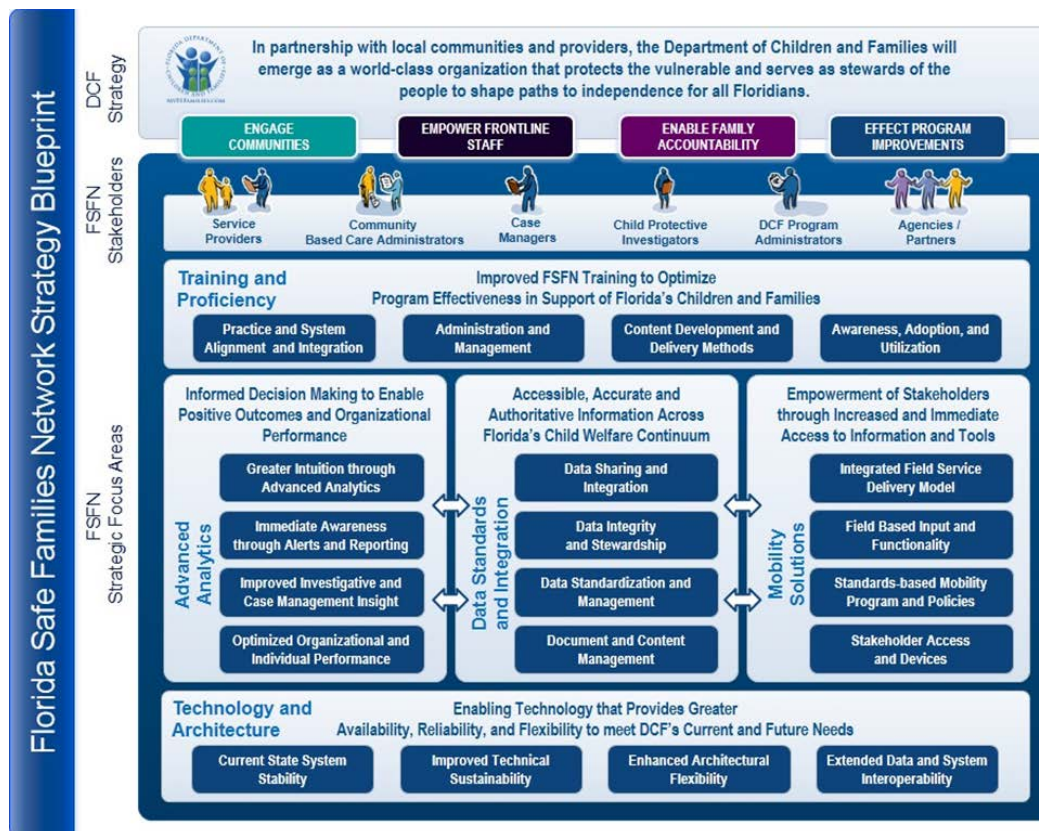 Florida Safe Families Network Strategy Blueprint
DCF
Strategy
In partnership with local communities and providers, the Department of Children and Families will
emerge as a world-class organization that protects the vulnerable and serves as stewards of the
people to shape paths to independence for all Floridians.
FLORIDA DEPARTMENT OF CHILDREN AND FAMILIES
MYFLFAMILIES.COM
ENGAGE
COMMUNITIES
EMPOWER FRONTLINE
STAFF
ENABLE FAMILY
ACCOUNTABILITY
EFFECT PROGRAM
IMPROVEMENTS
FSFN
Stakeholders
Service
Providers
Community
Based Care Administrators
Case
Managers
Child Protective
Investigators
DCF Program
Administrators
Agencies /
Partners
FSFN
Strategic Focus Areas
Training and
Proficiency
Improved FSFN Training to Optimize
Program Effectiveness in Support of Florida's Children and Families
Practice and System
Alignment and Integration
Administration and
Management
Content Development and
Delivery Methods
Awareness, Adoption, and
Utilization
Informed Decision Making to Enable
Positive Outcomes and Organizational
Performance
Advanced
Analytics
Greater Intuition through
Advanced Analytics
Immediate Awareness
through Alerts and Reporting
Improved Investigative and
Case Management Insight
Optimized Organizational and
Individual Performance
Accessible, Accurate and
Authoritative Information Across
Florida's Child Welfare Continuum
Data Standards
and Integration
Data Sharing and
Integration
Data Integrity
and Stewardship
Data Standardization and
Management
Document and Content
Management
Empowerment of Stakeholders
through Increased and Immediate
Access to Information and Tools
Mobility
Solutions
Integrated Field Service
Delivery Model
Field Based Input and
Functionality
Standards-based Mobility
Program and Policies
Stakeholder Access
and Devices
Technology and
Architecture
Enabling Technology that Provides Greater
Availability, Reliability, and Flexibility to meet DCF's Current and Future Needs
Current State System
Stability
Improved Technical
Sustainability
Enhanced Architectural
Flexibility
Extended Data and System
Interoperability